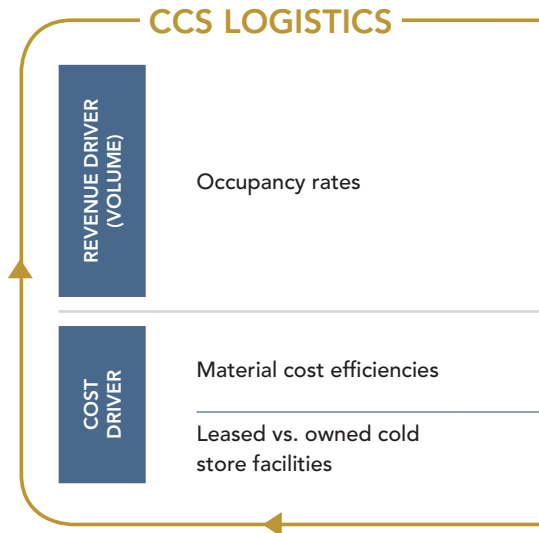 CCS LOGISTICS
REVENUE DRIVER
(VOLUME)
Occupancy rates
COST
DRIVER
Material cost efficiencies
Leased vs. owned cold
store facilities